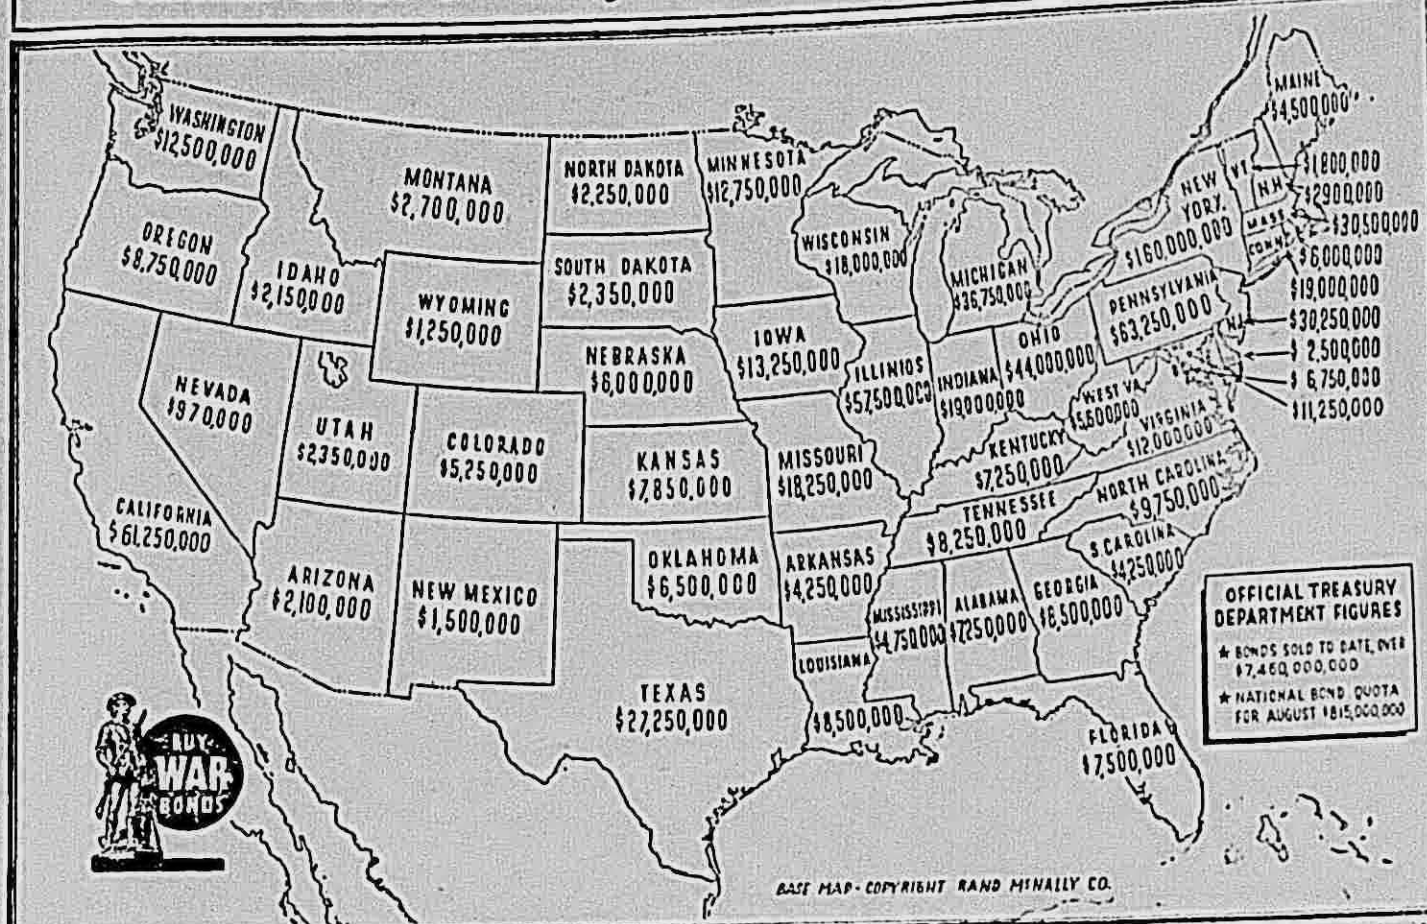 MAINE
$4,500,000
WASHINGTON
$12,500,000
MONTANA
$2,700,000
NORTH DAKOTA
$2,250,000
MINNESOTA
$12,750,000
VT.
$1,800,000
N.H.
$2,900,000
NEW
YORK
$160,000,000
MASS.
$30,500,000
CONN.
$6,000,000
$19,000,000
OREGON
$8,750,000
IDAHO
$2,150,000
WYOMING
$1,250,000
SOUTH DAKOTA
$2,350,000
WISCONSIN
$18,000,000
MICHIGAN
$36,750,000
PENNSYLVANIA
$63,250,000
N.J.
$30,250,000
$2,500,000
$6,750,000
$11,250,000
NEVADA
$970,000
UTAH
$2,350,000
COLORADO
$5,250,000
NEBRASKA
$6,000,000
IOWA
$13,250,000
ILLINIOS
$57,500,000
INDIANA
$19,000,000
OHIO
$44,000,000
WEST VA.
$5,600,000
VIRGINIA
$12,000,000
CALIFORNIA
$61,250,000
KANSAS
$7,850,000
MISSOURI
$18,250,000
KENTUCKY
$7,250,000
TENNESSEE
$8,250,000
NORTH CAROLINA
$9,750,000
ARIZONA
$2,100,000
NEW MEXICO
$1,500,000
OKLAHOMA
$6,500,000
ARKANSAS
$4,250,000
MISSISSIPPI
$4,750,000
ALABAMA
$7,250,000
GEORGIA
$8,500,000
S. CAROLINA
$4,250,000
TEXAS
$27,250,000
LOUISIANA
$8,500,000
FLORIDA
$7,500,000
OFFICIAL TREASURY
DEPARTMENT FIGURES
★ BONDS SOLD TO DATE, OVER
$7,460,000,000
★ NATIONAL BOND QUOTA
FOR AUGUST $815,000,000
BUY
WAR
BONDS
BASE MAP - COPYRIGHT RAND MCNALLY CO.